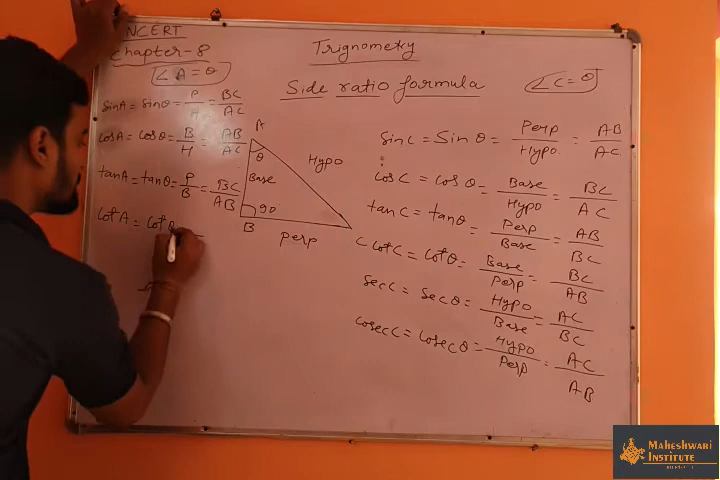 NCERT
Chapter-8
Trignometry
Side ratio formula
∠A = θ
∠C = θ
SinA = Sinθ = P/H = BC/AC
CosA = Cosθ = B/H = AB/AC
tanA = tanθ = P/B = BC/AB
CotA = Cotθ =
A
θ
Base
Hypo
90
B
Perp
C
SinC = Sinθ = Perp/Hypo = AB/AC
CosC = Cosθ = Base/Hypo = BC/AC
tanC = tanθ = Perp/Base = AB/BC
CotC = Cotθ = Base/Perp = BC/AB
SecC = Secθ = Hypo/Base = AC/BC
CosecC = Cosecθ = Hypo/Perp = AC/AB
MAHESHWARI
INSTITUTE